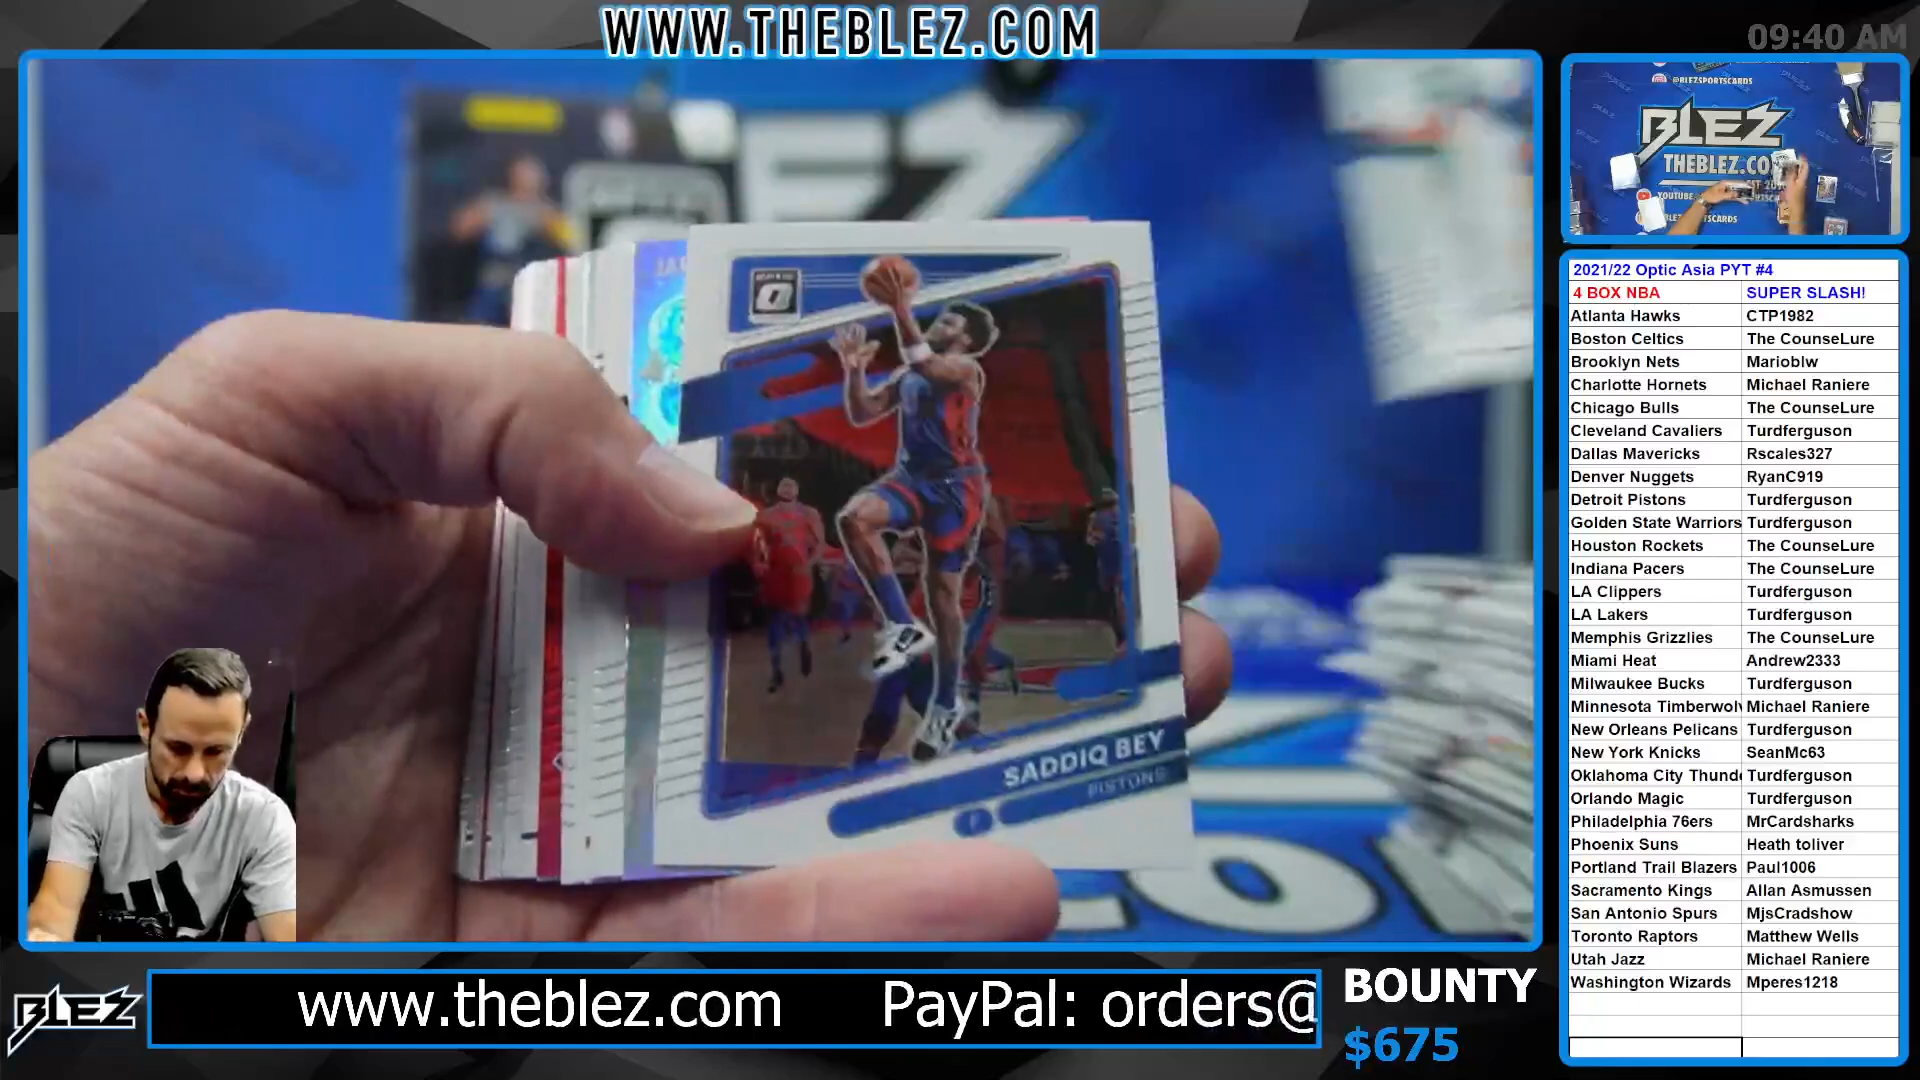 WWW.THEBLEZ.COM
09:40 AM
@BLEZSPORTSCARDS
BLEZ
THEBLEZ.CO
YOUTUBE
EZ
SADDIQ BEY
PISTONS
2021/22 Optic Asia PYT #4
4 BOX NBA SUPER SLASH!
Atlanta Hawks CTP1982
Boston Celtics The CounseLure
Brooklyn Nets Marioblw
Charlotte Hornets Michael Raniere
Chicago Bulls The CounseLure
Cleveland Cavaliers Turdferguson
Dallas Mavericks Rscales327
Denver Nuggets RyanC919
Detroit Pistons Turdferguson
Golden State Warriors Turdferguson
Houston Rockets The CounseLure
Indiana Pacers The CounseLure
LA Clippers Turdferguson
LA Lakers Turdferguson
Memphis Grizzlies The CounseLure
Miami Heat Andrew2333
Milwaukee Bucks Turdferguson
Minnesota Timberwol Michael Raniere
New Orleans Pelicans Turdferguson
New York Knicks SeanMc63
Oklahoma City Thund Turdferguson
Orlando Magic Turdferguson
Philadelphia 76ers MrCardsharks
Phoenix Suns Heath toliver
Portland Trail Blazers Paul1006
Sacramento Kings Allan Asmussen
San Antonio Spurs MjsCradshow
Toronto Raptors Matthew Wells
Utah Jazz Michael Raniere
Washington Wizards Mperes1218
BLEZ
www.theblez.com PayPal: orders@
BOUNTY
$675